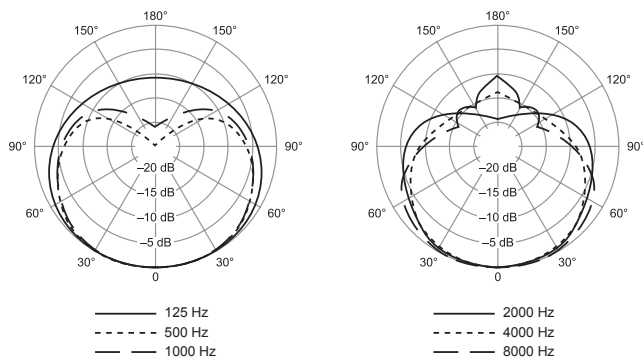 180°
150° 150°
120° 120°
90° 90°
60° 60°
30° 30°
0
–20 dB
–15 dB
–10 dB
–5 dB
125 Hz
500 Hz
1000 Hz
180°
150° 150°
120° 120°
90° 90°
60° 60°
30° 30°
0
–20 dB
–15 dB
–10 dB
–5 dB
2000 Hz
4000 Hz
8000 Hz